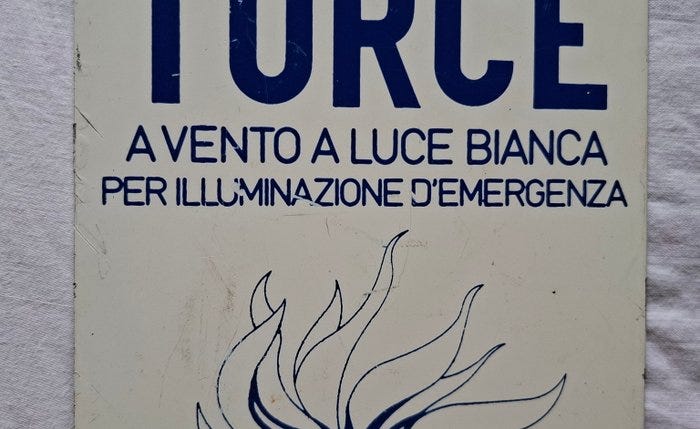 TORCE
A VENTO A LUCE BIANCA
PER ILLUMINAZIONE D'EMERGENZA